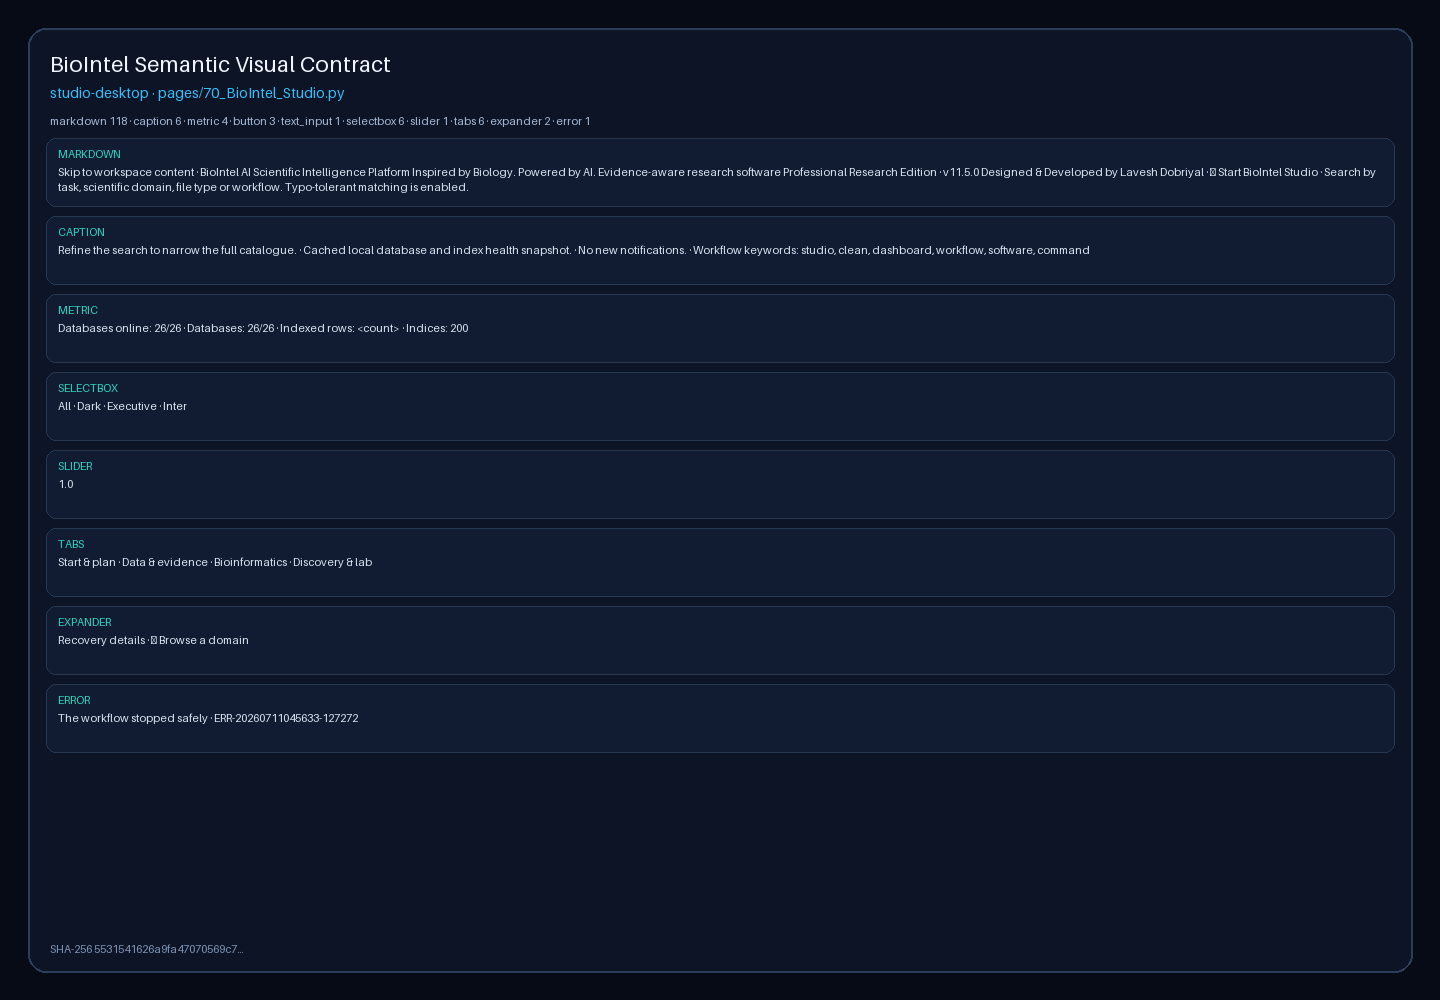 BioIntel Semantic Visual Contract
studio-desktop · pages/70_BioIntel_Studio.py
markdown 118 · caption 6 · metric 4 · button 3 · text_input 1 · selectbox 6 · slider 1 · tabs 6 · expander 2 · error 1
MARKDOWN
Skip to workspace content · BioIntel AI Scientific Intelligence Platform Inspired by Biology. Powered by AI. Evidence-aware research software Professional Research Edition · v11.5.0 Designed & Developed by Lavesh Dobriyal · Start BioIntel Studio · Search by
task, scientific domain, file type or workflow. Typo-tolerant matching is enabled.
CAPTION
Refine the search to narrow the full catalogue. · Cached local database and index health snapshot. · No new notifications. · Workflow keywords: studio, clean, dashboard, workflow, software, command
METRIC
Databases online: 26/26 · Databases: 26/26 · Indexed rows: <count> · Indices: 200
SELECTBOX
All · Dark · Executive · Inter
SLIDER
1.0
TABS
Start & plan · Data & evidence · Bioinformatics · Discovery & lab
EXPANDER
Recovery details · Browse a domain
ERROR
The workflow stopped safely · ERR-20260711045633-127272
SHA-256 5531541626a9fa47070569c7…